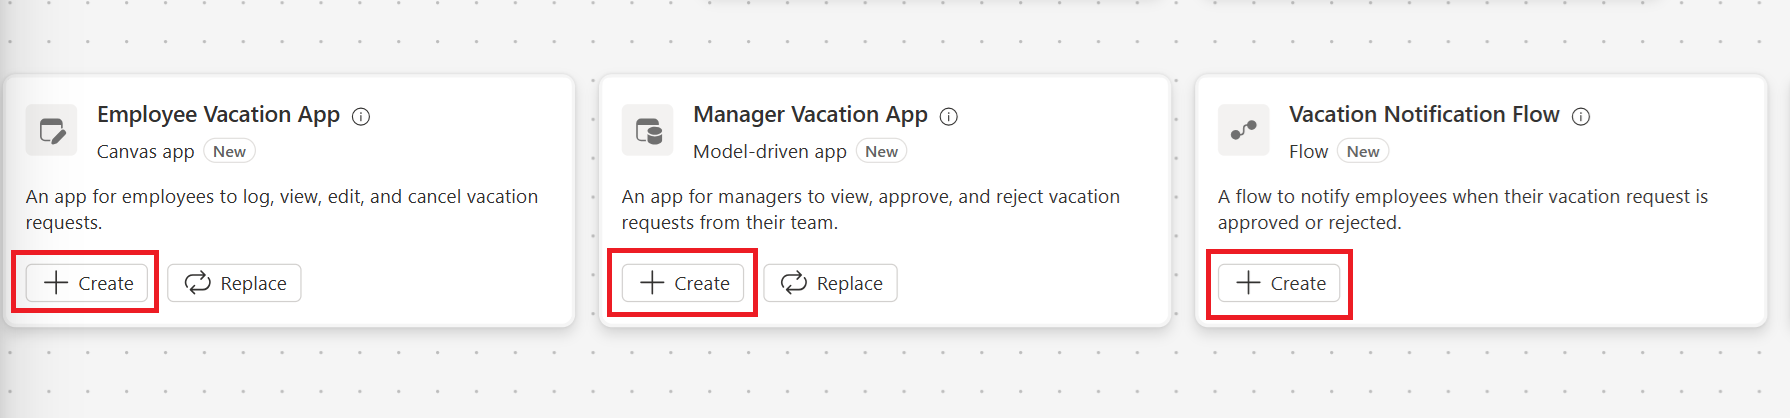 Employee Vacation App
Canvas app New
An app for employees to log, view, edit, and cancel vacation
requests.
Create Replace
Manager Vacation App
Model-driven app New
An app for managers to view, approve, and reject vacation
requests from their team.
Create Replace
Vacation Notification Flow
Flow New
A flow to notify employees when their vacation request is
approved or rejected.
Create